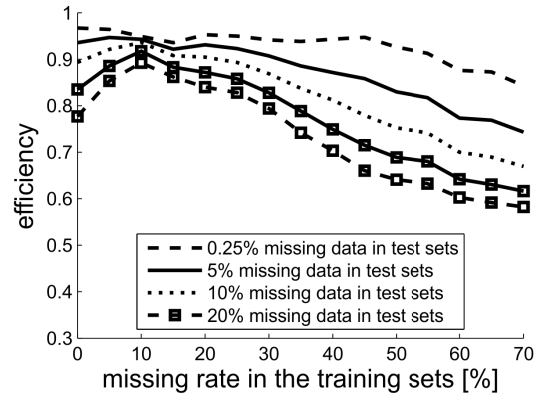 1
0.9
0.8
0.7
0.6
0.5
0.4
0.3
efficiency
0.25% missing data in test sets
5% missing data in test sets
10% missing data in test sets
20% missing data in test sets
0 10 20 30 40 50 60 70
missing rate in the training sets [%]